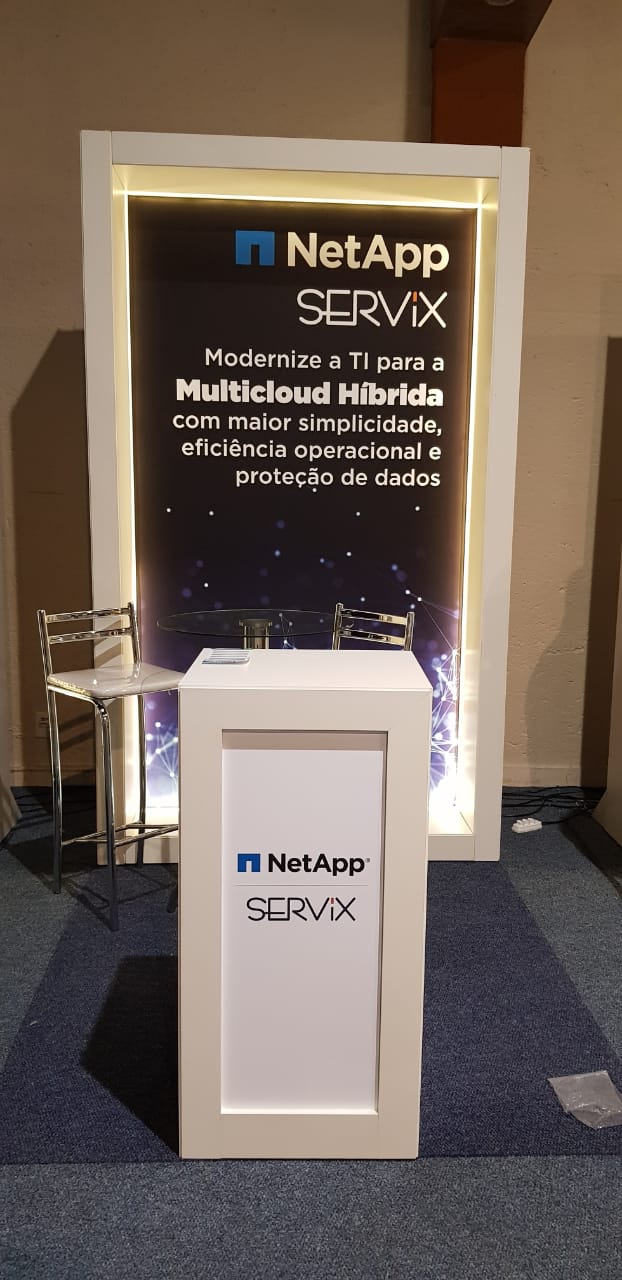 NetApp
SERViX
Modernize a TI para a
Multicloud Híbrida
com maior simplicidade,
eficiência operacional e
proteção de dados
NetApp®
SERViX